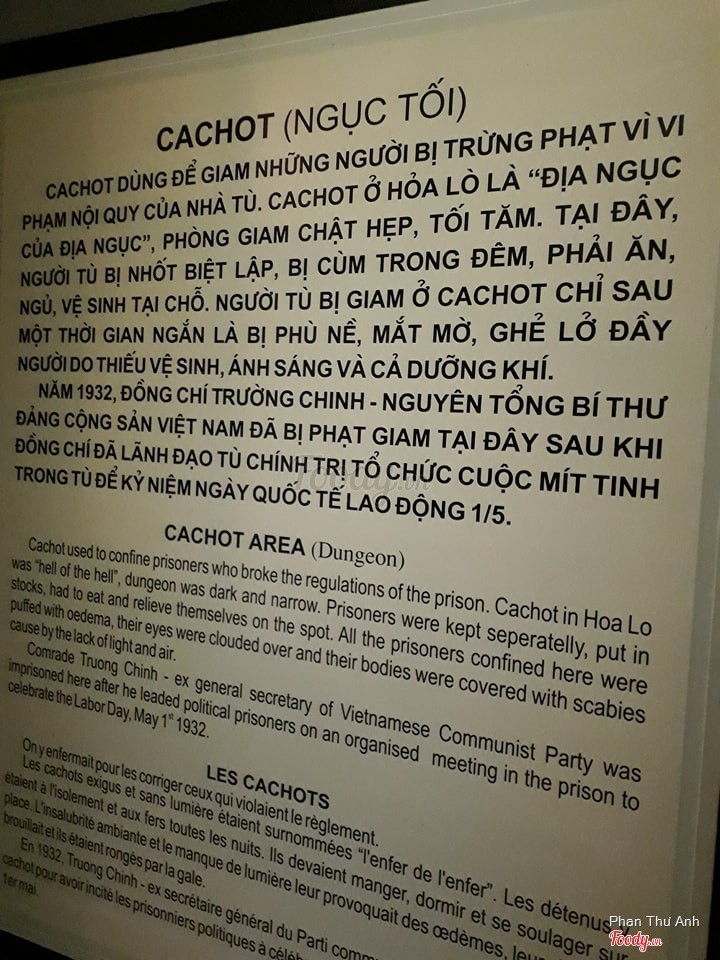 CACHOT (NGỤC TỐI)
CACHOT DÙNG ĐỂ GIAM NHỮNG NGƯỜI BỊ TRỪNG PHẠT VÌ VI
PHẠM NỘI QUY CỦA NHÀ TÙ. CACHOT Ở HỎA LÒ LÀ “ĐỊA NGỤC
CỦA ĐỊA NGỤC”, PHÒNG GIAM CHẬT HẸP, TỐI TĂM. TẠI ĐÂY,
NGƯỜI TÙ BỊ NHỐT BIỆT LẬP, BỊ CÙM TRONG ĐÊM, PHẢI ĂN,
NGỦ, VỆ SINH TẠI CHỖ. NGƯỜI TÙ BỊ GIAM Ở CACHOT CHỈ SAU
MỘT THỜI GIAN NGẮN LÀ BỊ PHÙ NỀ, MẮT MỜ, GHẺ LỞ ĐẦY
NGƯỜI DO THIẾU VỆ SINH, ÁNH SÁNG VÀ CẢ DƯỠNG KHÍ.
NĂM 1932, ĐỒNG CHÍ TRƯỜNG CHINH - NGUYÊN TỔNG BÍ THƯ
ĐẢNG CỘNG SẢN VIỆT NAM ĐÃ BỊ PHẠT GIAM TẠI ĐÂY SAU KHI
ĐỒNG CHÍ ĐÃ LÃNH ĐẠO TÙ CHÍNH TRỊ TỔ CHỨC CUỘC MÍT TINH
TRONG TÙ ĐỂ KỶ NIỆM NGÀY QUỐC TẾ LAO ĐỘNG 1/5.
CACHOT AREA (Dungeon)
Cachot used to confine prisoners who broke the regulations of the prison. Cachot in Hoa Lo
was “hell of the hell”, dungeon was dark and narrow. Prisoners were kept seperatelly, put in
stocks, had to eat and relieve themselves on the spot. All the prisoners confined here were
puffed with oedema, their eyes were clouded over and their bodies were covered with scabies
cause by the lack of light and air.
Comrade Truong Chinh - ex general secretary of Vietnamese Communist Party was
imprisoned here after he leaded political prisoners on an organised meeting in the prison to
celebrate the Labor Day, May 1st 1932.
LES CACHOTS
On y enfermait pour les corriger ceux qui violaient le règlement.
Les cachots exigus et sans lumière étaient surnommées “l'enfer de l'enfer”. Les détenus y
étaient à l'isolement et aux fers toutes les nuits. Ils devaient manger, dormir et se soulager sur
place. L'insalubrité ambiante et le manque de lumière leur provoquait des œdèmes, leur
brouillait et ils étaient rongés par la gale.
En 1932, Truong Chinh - ex secrétaire général du Parti
cachot pour avoir incité les prisonniers politiques à
1er mai.
Phan Thư Anh
Foody.vn